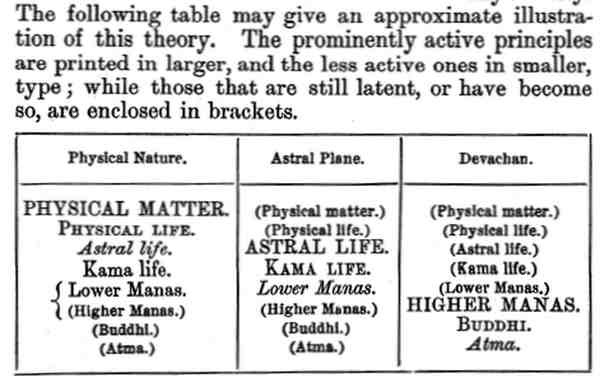 The following table may give an approximate illustra-
tion of this theory. The prominently active principles
are printed in larger, and the less active ones in smaller,
type; while those that are still latent, or have become
so, are enclosed in brackets.
Physical Nature. Astral Plane. Devachan.
PHYSICAL MATTER. (Physical matter.) (Physical matter.)
PHYSICAL LIFE. (Physical life.) (Physical life.)
Astral life. ASTRAL LIFE. (Astral life.)
Kama life. KAMA LIFE. (Kama life.)
{ Lower Manas. Lower Manas. (Lower Manas.)
(Higher Manas.) (Higher Manas.) HIGHER MANAS.
(Buddhi.) (Buddhi.) BUDDHI.
(Atma.) (Atma.) Atma.